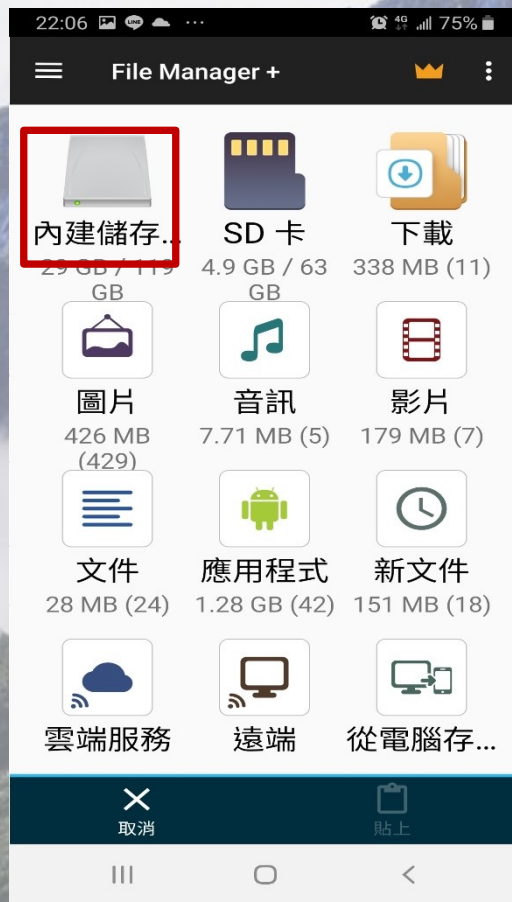 22:06 ... 4G 75%
File Manager +
內建儲存... SD 卡 下載
29 GB / 119 GB 4.9 GB / 63 GB 338 MB (11)
圖片 音訊 影片
426 MB (429) 7.71 MB (5) 179 MB (7)
文件 應用程式 新文件
28 MB (24) 1.28 GB (42) 151 MB (18)
雲端服務 遠端 從電腦存...
取消 貼上